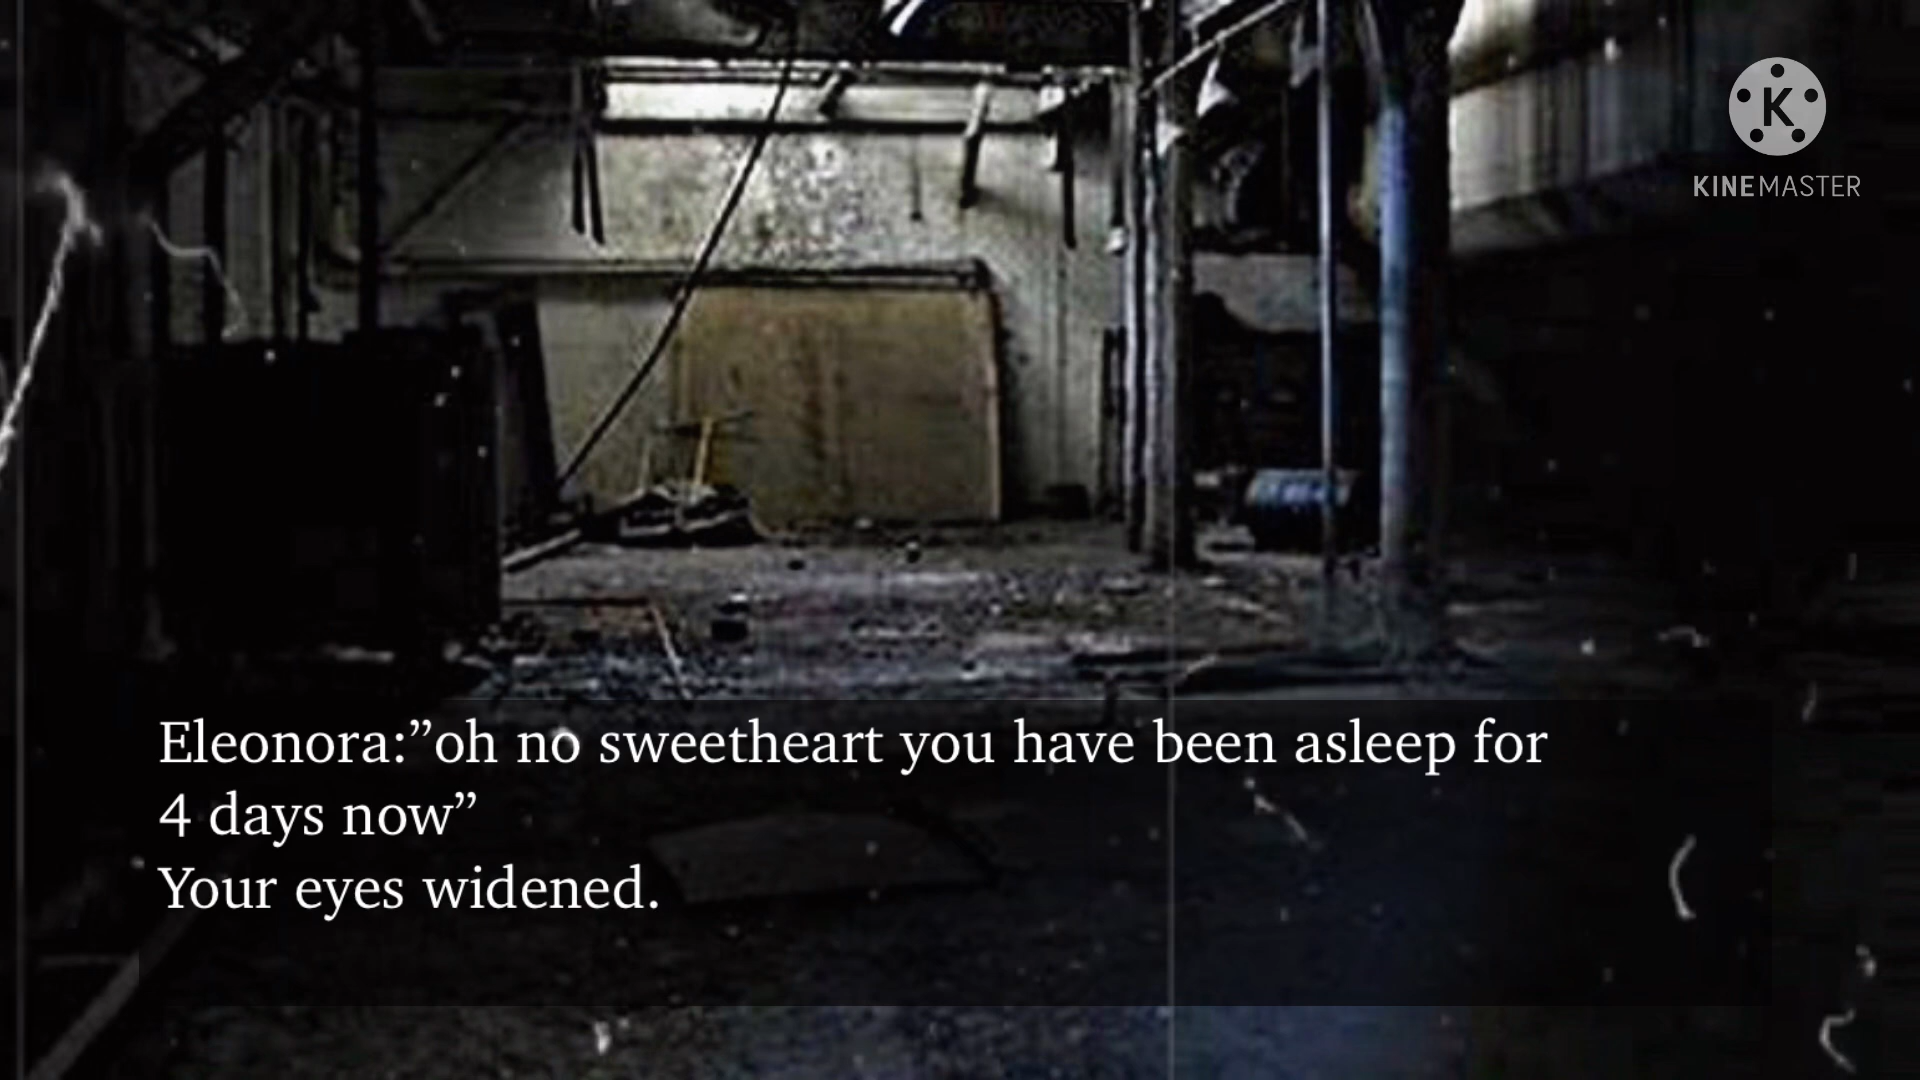 KINEMASTER
Eleonora:”oh no sweetheart you have been asleep for
4 days now”
Your eyes widened.